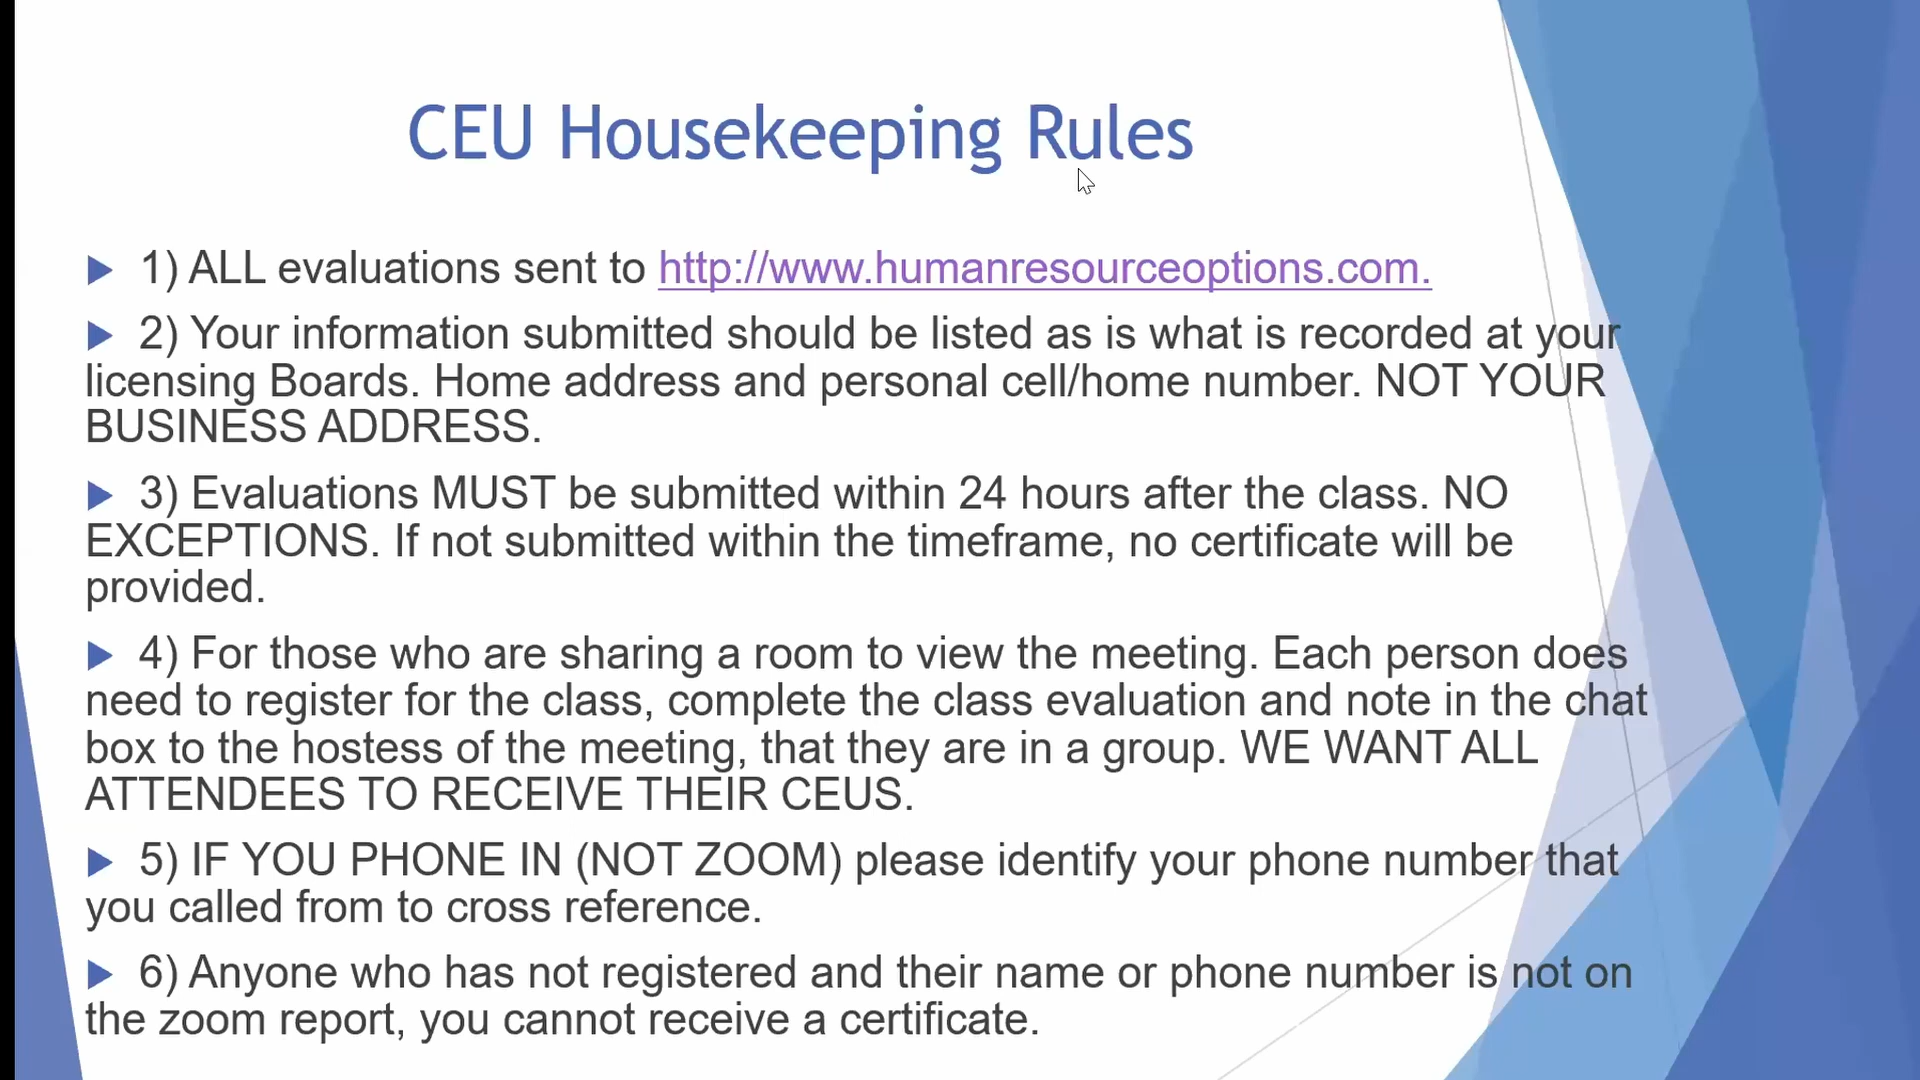 CEU Housekeeping Rules
1) ALL evaluations sent to http://www.humanresourceoptions.com.
2) Your information submitted should be listed as is what is recorded at your
licensing Boards. Home address and personal cell/home number. NOT YOUR
BUSINESS ADDRESS.
3) Evaluations MUST be submitted within 24 hours after the class. NO
EXCEPTIONS. If not submitted within the timeframe, no certificate will be
provided.
4) For those who are sharing a room to view the meeting. Each person does
need to register for the class, complete the class evaluation and note in the chat
box to the hostess of the meeting, that they are in a group. WE WANT ALL
ATTENDEES TO RECEIVE THEIR CEUS.
5) IF YOU PHONE IN (NOT ZOOM) please identify your phone number that
you called from to cross reference.
6) Anyone who has not registered and their name or phone number is not on
the zoom report, you cannot receive a certificate.